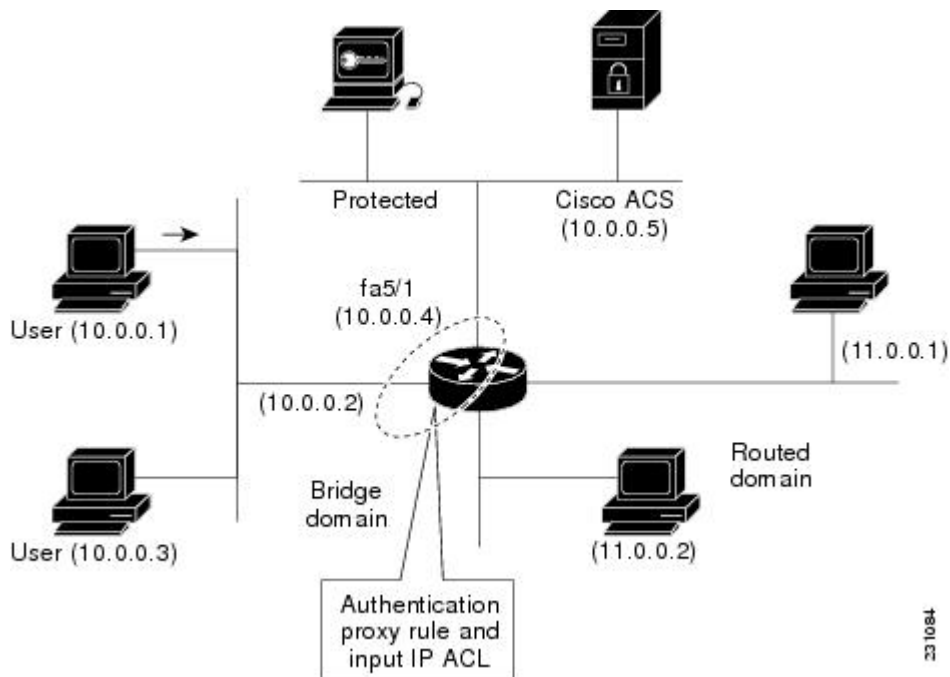 Protected
Cisco ACS
(10.0.0.5)
fa5/1
(10.0.0.4)
User (10.0.0.1)
(11.0.0.1)
(10.0.0.2)
Routed
domain
Bridge
domain
User (10.0.0.3)
(11.0.0.2)
Authentication
proxy rule and
input IP ACL
231084